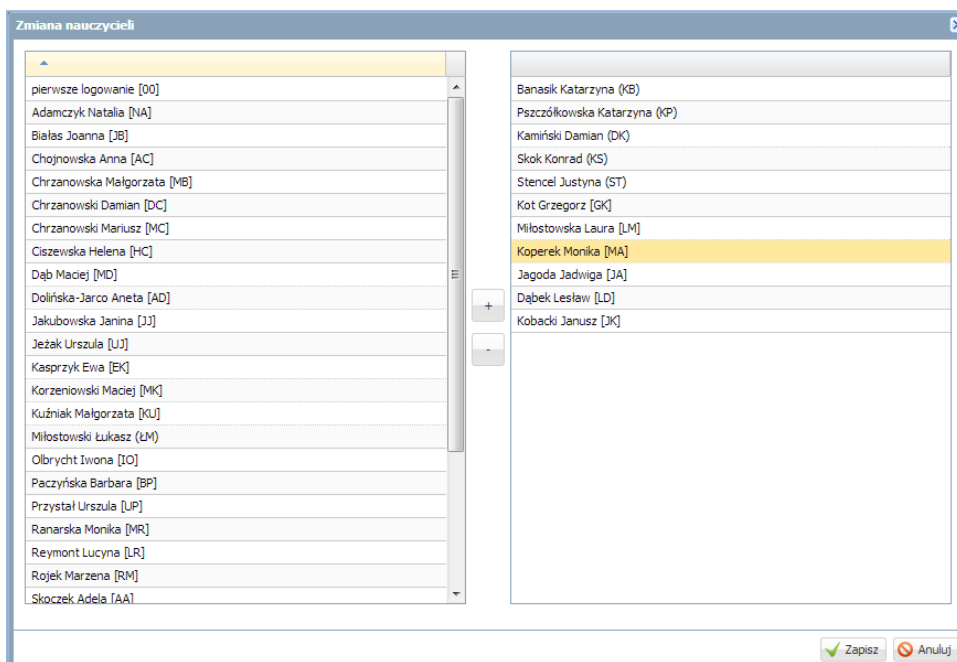 Zmiana nauczycieli
pierwsze logowanie [00]
Adamczyk Natalia [NA]
Białas Joanna [JB]
Chojnowska Anna [AC]
Chrzanowska Małgorzata [MB]
Chrzanowski Damian [DC]
Chrzanowski Mariusz [MC]
Ciszewska Helena [HC]
Dąb Maciej [MD]
Dolińska-Jarco Aneta [AD]
Jakubowska Janina [JJ]
Jeżak Urszula [UJ]
Kasprzyk Ewa [EK]
Korzeniowski Maciej [MK]
Kuźniak Małgorzata [KU]
Miłostowski Łukasz (ŁM)
Olbrycht Iwona [IO]
Paczyńska Barbara [BP]
Przystał Urszula [UP]
Ranarska Monika [MR]
Reymont Lucyna [LR]
Rojek Marzena [RM]
Skoczek Adela [AA]
+
-
Banasik Katarzyna (KB)
Pszczółkowska Katarzyna (KP)
Kamiński Damian (DK)
Skok Konrad (KS)
Stencel Justyna (ST)
Kot Grzegorz [GK]
Miłostowska Laura [LM]
Koperek Monika [MA]
Jagoda Jadwiga [JA]
Dąbek Lesław [LD]
Kobacki Janusz [JK]
Zapisz
Anuluj